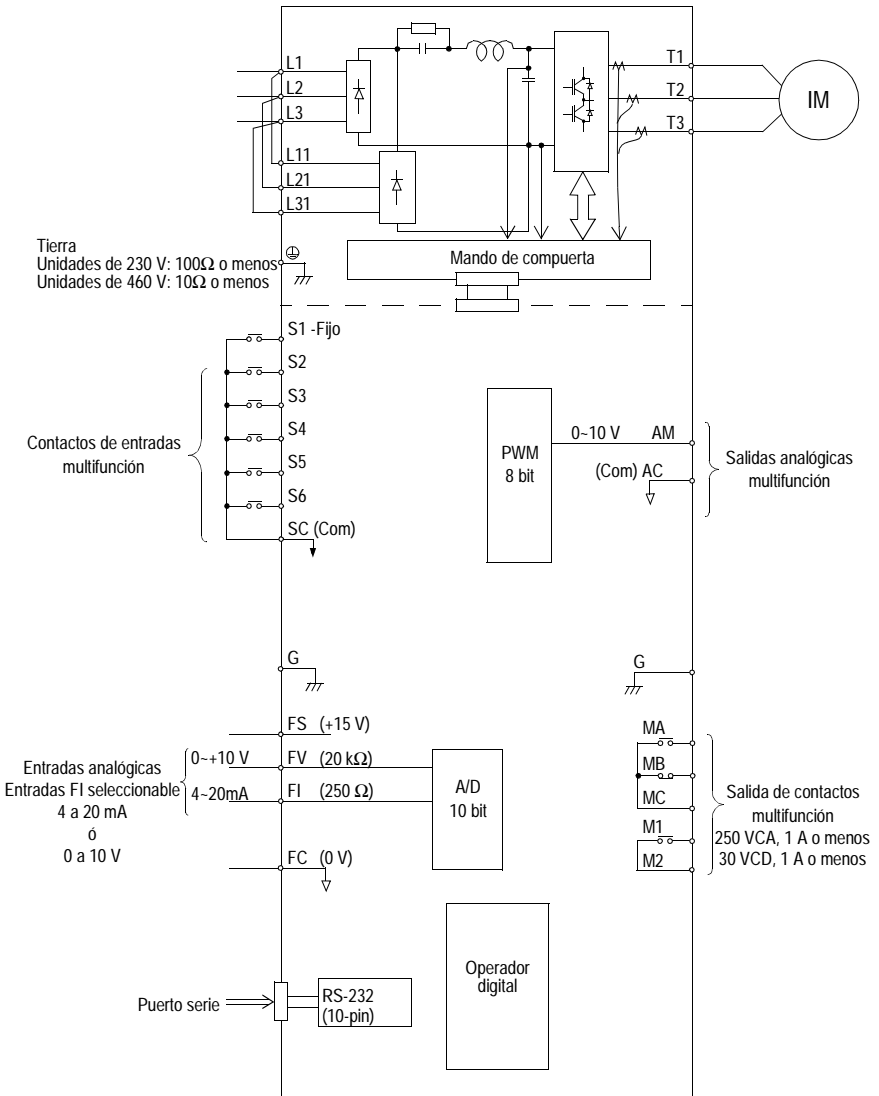 L1
L2
L3
L11
L21
L31
T1
T2
T3
IM
Tierra
Unidades de 230 V: 100Ω o menos
Unidades de 460 V: 10Ω o menos
Mando de compuerta
S1 -Fijo
S2
S3
S4
S5
S6
SC (Com)
Contactos de entradas
multifunción
PWM
8 bit
0~10 V AM
(Com) AC
Salidas analógicas
multifunción
G
G
FS (+15 V)
0~+10 V FV (20 kΩ)
4~20mA FI (250 Ω)
FC (0 V)
Entradas analógicas
Entradas FI seleccionable
4 a 20 mA
ó
0 a 10 V
A/D
10 bit
MA
MB
MC
M1
M2
Salida de contactos
multifunción
250 VCA, 1 A o menos
30 VCD, 1 A o menos
Operador
digital
Puerto serie
RS-232
(10-pin)